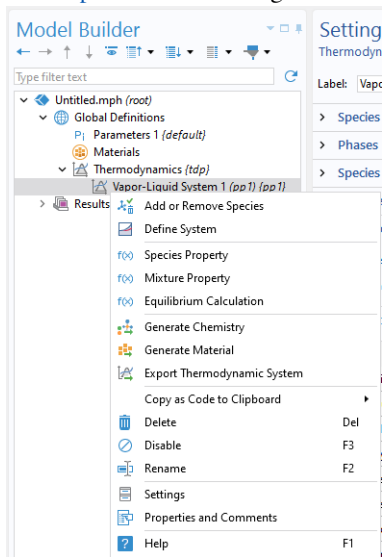 Model Builder
Setting
Thermodyn
Type filter text
Label: Vapo
Untitled.mph (root)
Global Definitions
Species
Pi Parameters 1 {default}
Materials
Phases
Thermodynamics {tdp}
Species
Vapor-Liquid System 1 (pp1) {pp1}
Results
Add or Remove Species
Define System
f(x) Species Property
f(x) Mixture Property
f(x) Equilibrium Calculation
Generate Chemistry
Generate Material
Export Thermodynamic System
Copy as Code to Clipboard
Delete Del
Disable F3
Rename F2
Settings
Properties and Comments
? Help F1